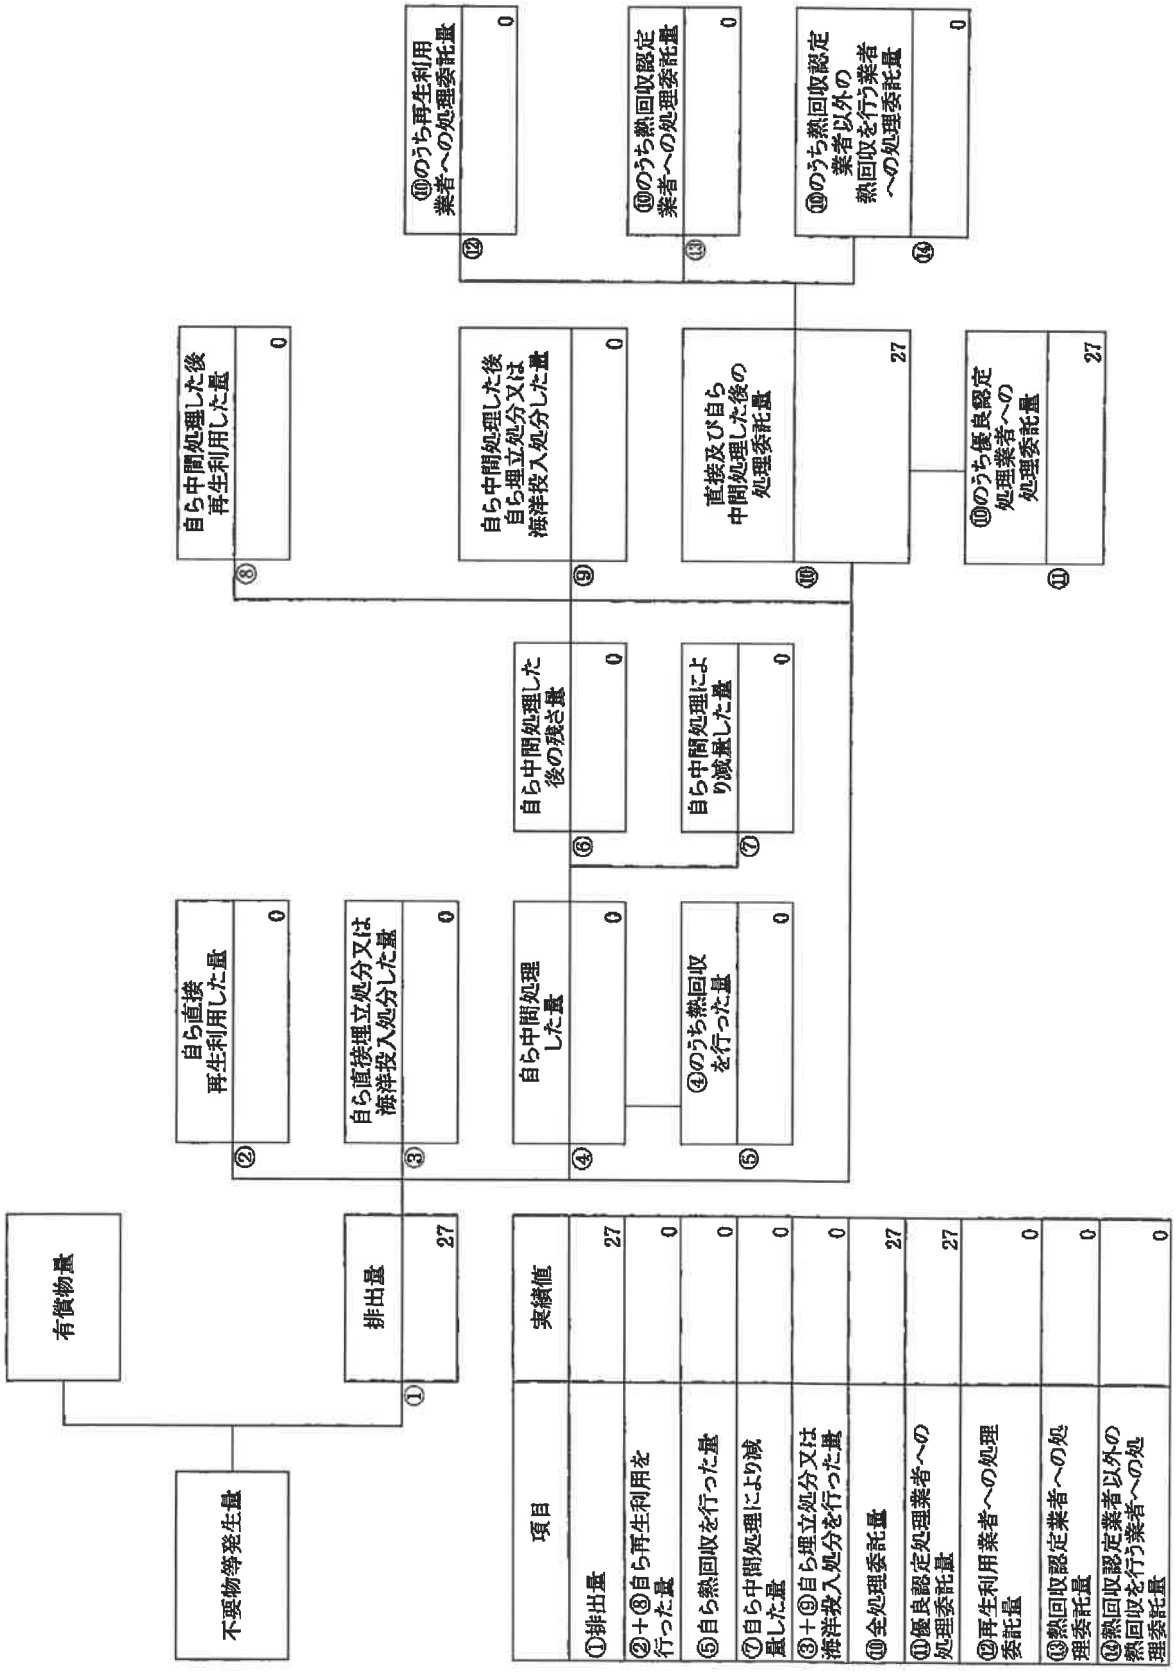 不要物等発生量
有償物量
①
排出量
27
②
自ら直接
再生利用した量
0
③
自ら直接埋立処分又は
海洋投入処分した量
0
④
自ら中間処理
した量
0
⑤
④のうち熱回収
を行った量
0
⑥
自ら中間処理した
後の残さ量
0
⑦
自ら中間処理によ
り減量した量
0
⑧
自ら中間処理した後
再生利用した量
0
⑨
自ら中間処理した後
自ら埋立処分又は
海洋投入処分した量
0
⑩
直接及び自ら
中間処理した後の
処理委託量
27
⑪
⑩のうち優良認定
処理業者への
処理委託量
27
⑫
⑩のうち再生利用
業者への処理委託量
0
⑬
⑩のうち熱回収認定
業者への処理委託量
0
⑭
⑩のうち熱回収認定
業者以外の
熱回収を行う業者
への処理委託量
0
項目 実績値
①排出量 27
②+⑧自ら再生利用を
行った量 0
⑤自ら熱回収を行った量 0
⑦自ら中間処理により減
量した量 0
③+⑨自ら埋立処分又は
海洋投入処分を行った量 0
⑩全処理委託量 27
⑪優良認定処理業者への
処理委託量 27
⑫再生利用業者への処理
委託量 0
⑬熱回収認定業者への処
理委託量 0
⑭熱回収認定業者以外の
熱回収を行う業者への処
理委託量 0